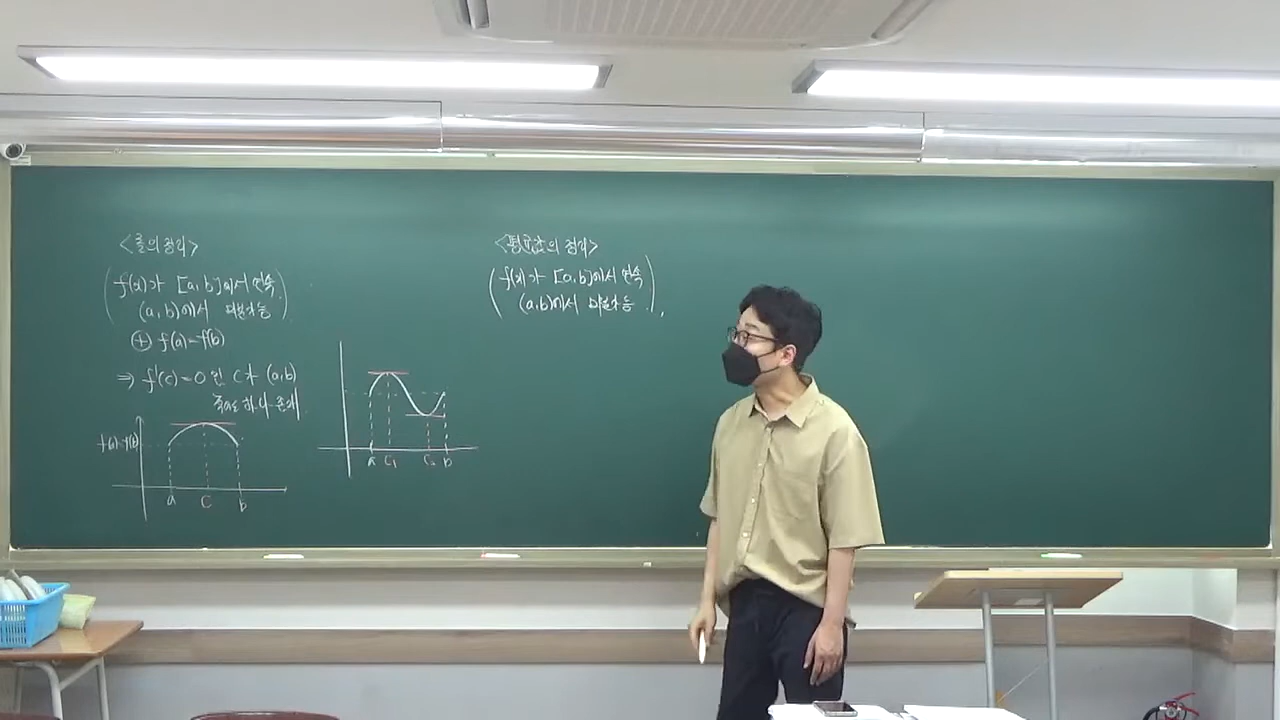 <롤의 정리>
f(x)가 [a, b]에서 연속
(a, b)에서 미분가능
⊕ f(a)=f(b)
⇒ f'(c)=0 인 c가 (a,b)
적어도 하나 존재
f(a)=f(b)
a c b
a c₁ c₂ b
<평균값의 정리>
f(x)가 [a, b]에서 연속
(a,b)에서 미분가능